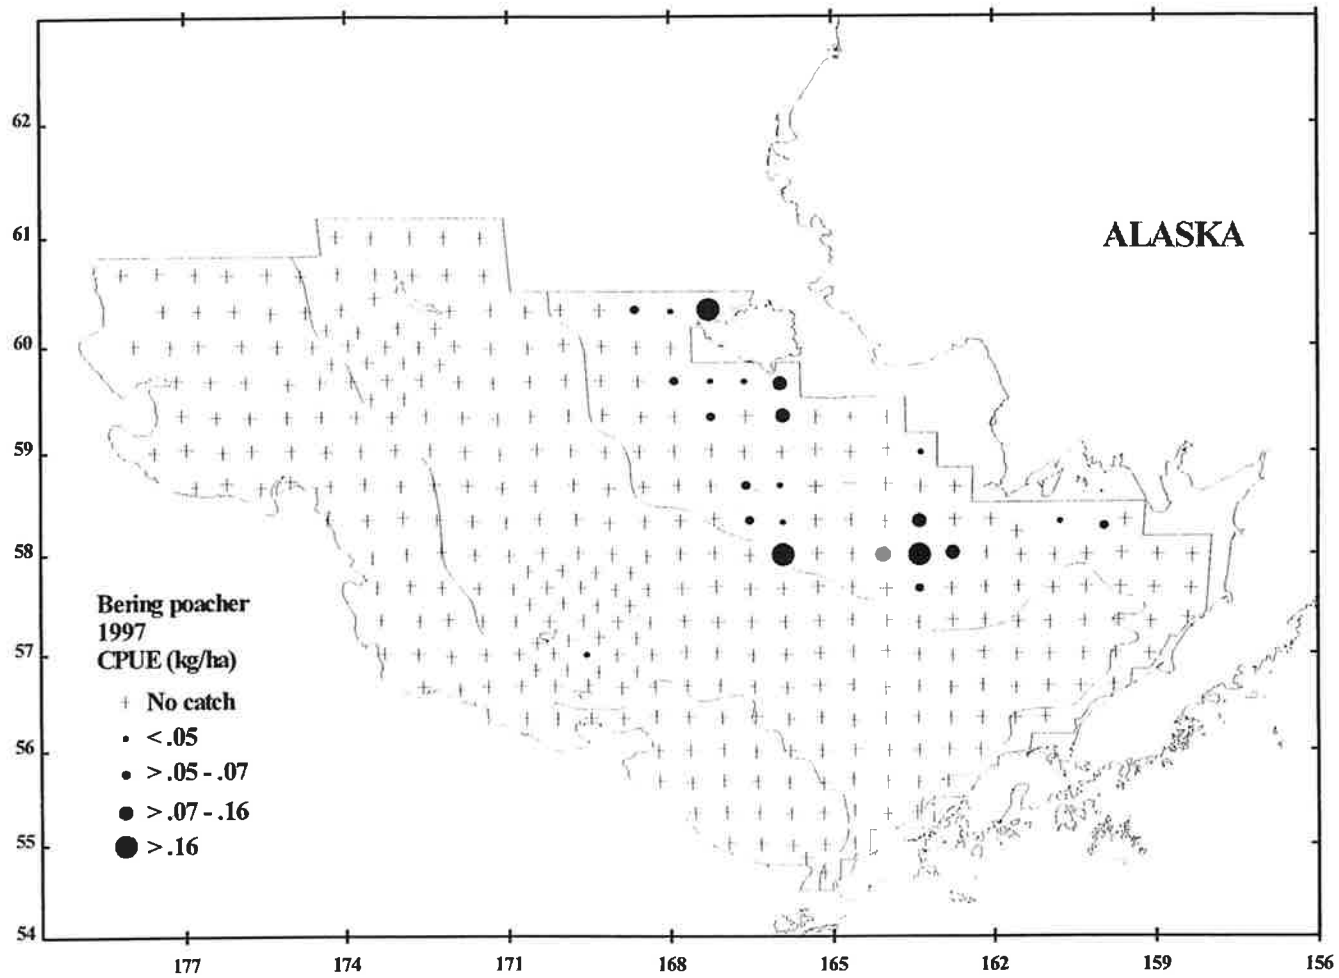 62
61
ALASKA
60
59
58
Bering poacher
1997
57
CPUE (kg/ha)
No catch
< .05
56
> .05 - .07
> .07 - .16
55
> .16
54
177 174 171 168 165 162 159 156